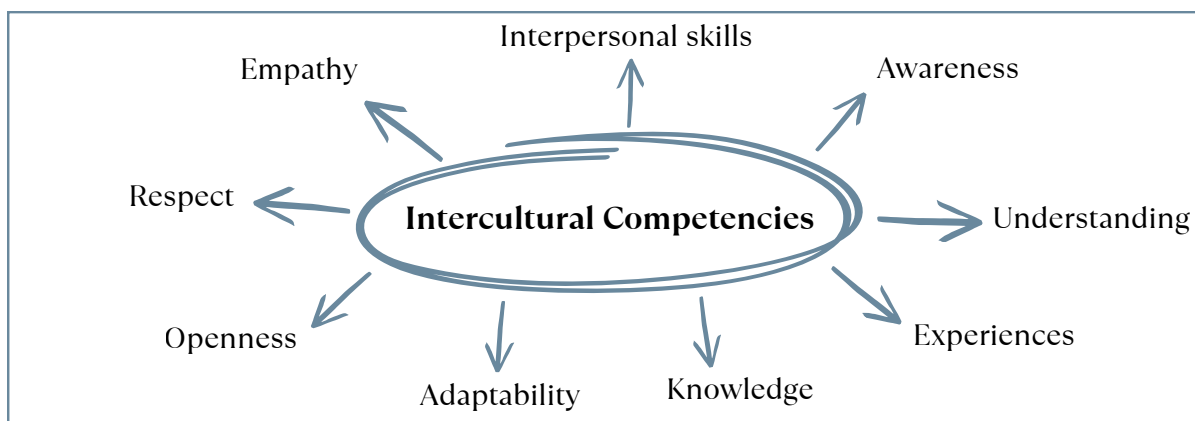 Interpersonal skills
Empathy
Awareness
Respect
Intercultural Competencies
Understanding
Openness
Experiences
Adaptability
Knowledge